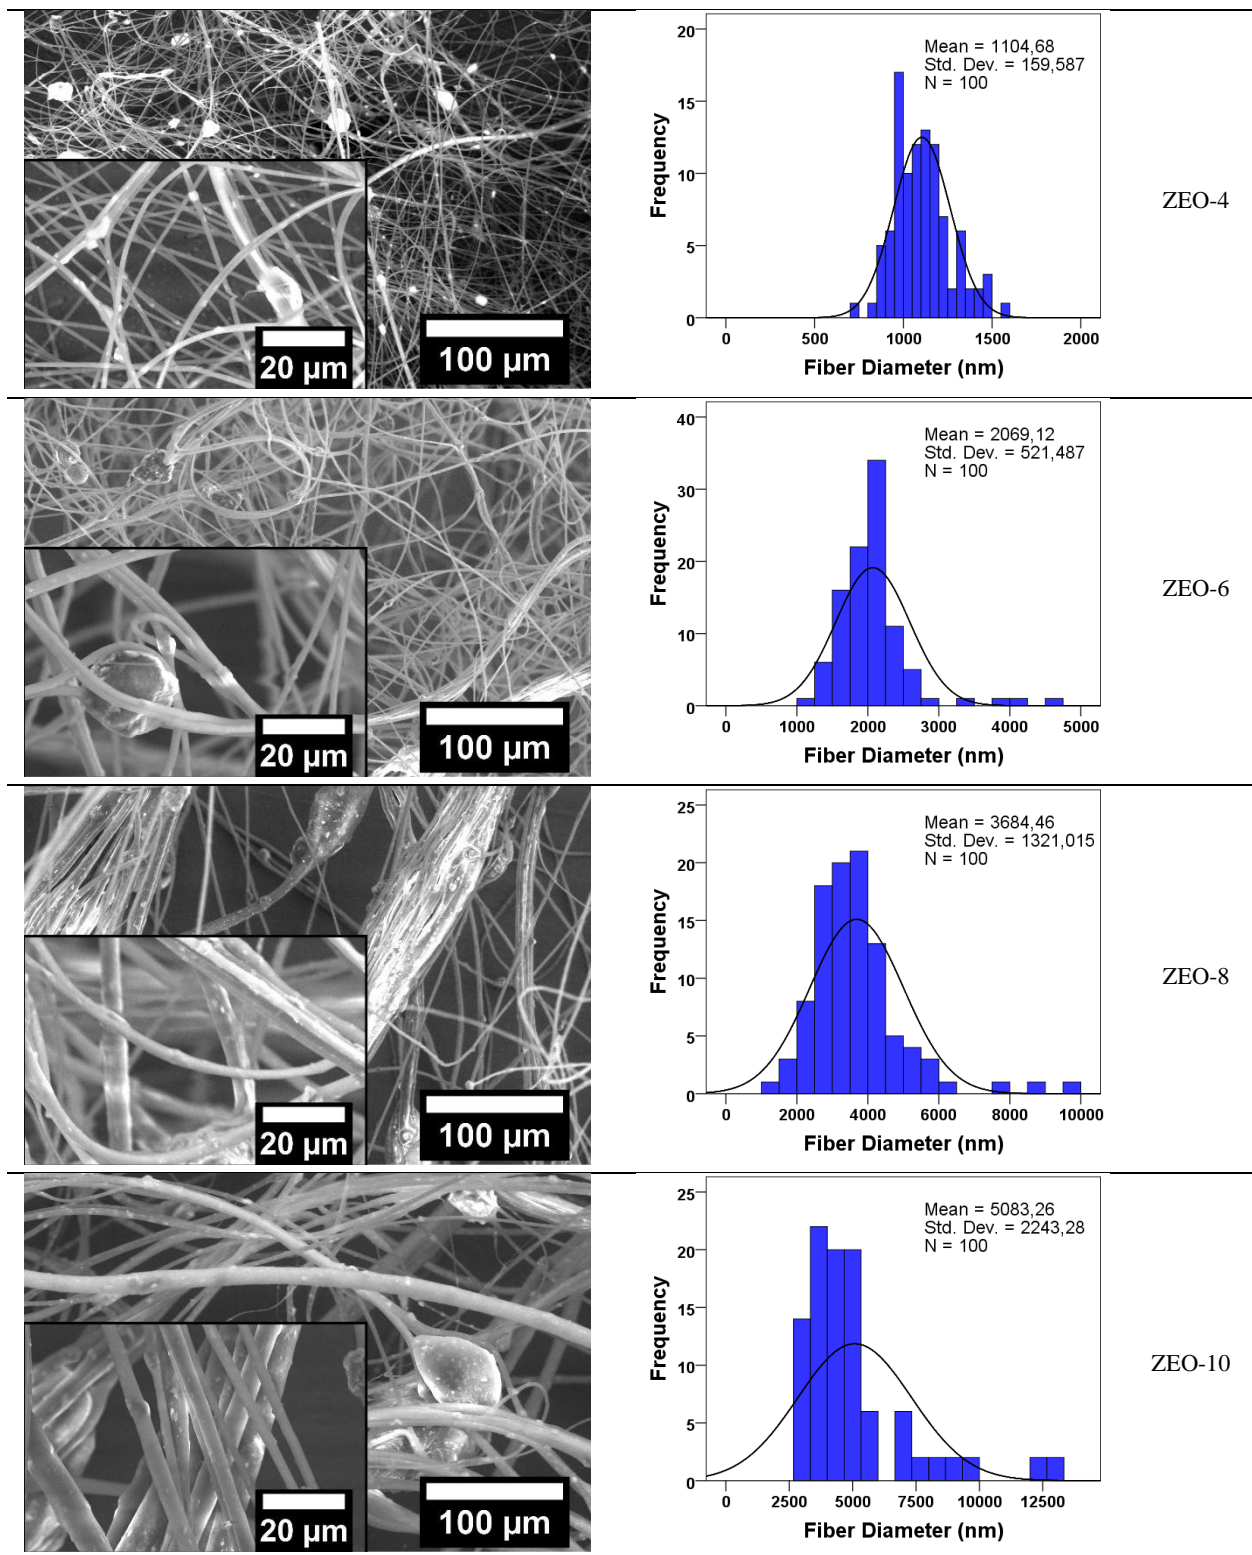 20 µm
100 µm
20
15
10
5
0
Frequency
Mean = 1104,68
Std. Dev. = 159,587
N = 100
0 500 1000 1500 2000
Fiber Diameter (nm)
ZEO-4
20 µm
100 µm
40
30
20
10
0
Frequency
Mean = 2069,12
Std. Dev. = 521,487
N = 100
0 1000 2000 3000 4000 5000
Fiber Diameter (nm)
ZEO-6
20 µm
100 µm
25
20
15
10
5
0
Frequency
Mean = 3684,46
Std. Dev. = 1321,015
N = 100
0 2000 4000 6000 8000 10000
Fiber Diameter (nm)
ZEO-8
20 µm
100 µm
25
20
15
10
5
0
Frequency
Mean = 5083,26
Std. Dev. = 2243,28
N = 100
0 2500 5000 7500 10000 12500
Fiber Diameter (nm)
ZEO-10